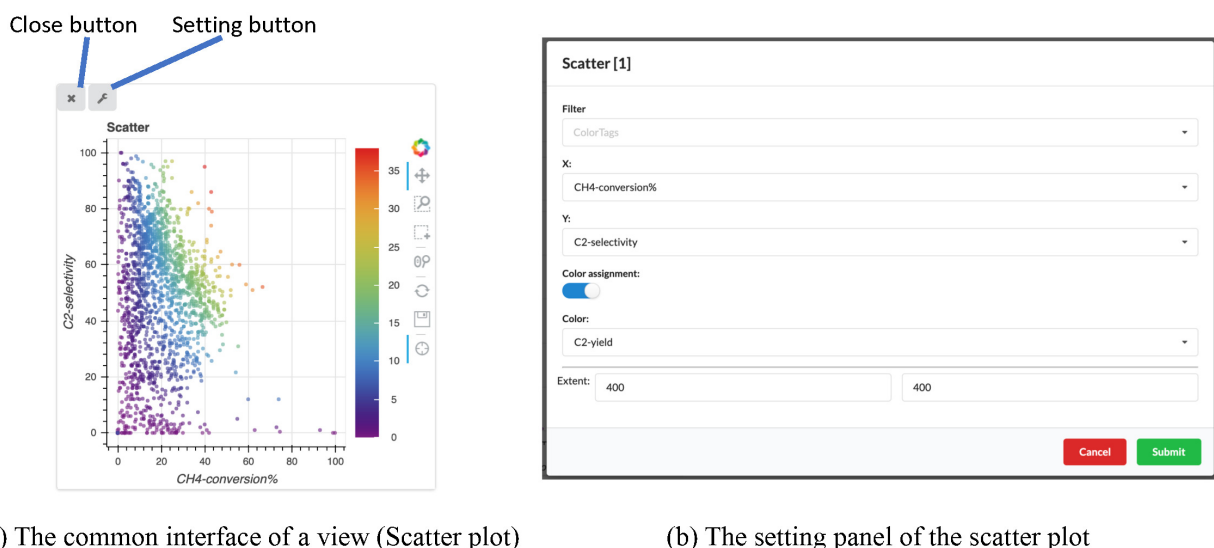 Close button Setting button
Scatter
100
80
60
40
20
0
C2-selectivity
0 20 40 60 80 100
CH4-conversion%
35
30
25
20
15
10
5
0
) The common interface of a view (Scatter plot)
Scatter [1]
Filter
ColorTags
X:
CH4-conversion%
Y:
C2-selectivity
Color assignment:
Color:
C2-yield
Extent: 400 400
Cancel Submit
(b) The setting panel of the scatter plot